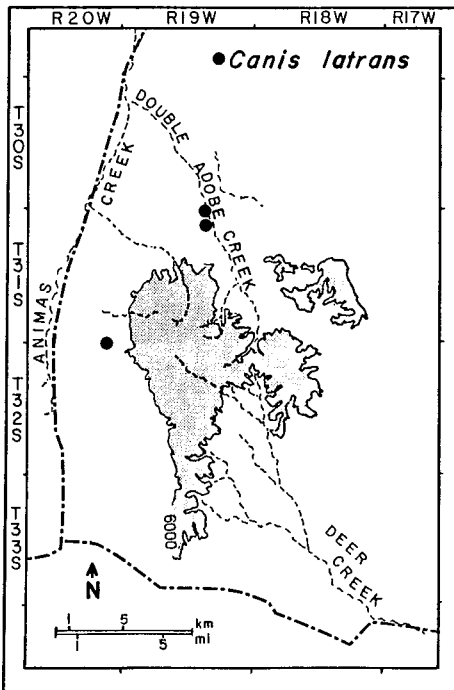 R20W R19W R18W R17W
Canis latrans
T30S
T31S
T32S
T33S
DOUBLE ADOBE CREEK
ANIMAS CREEK
6000
DEER CREEK
N
1 5 km
1 5 mi